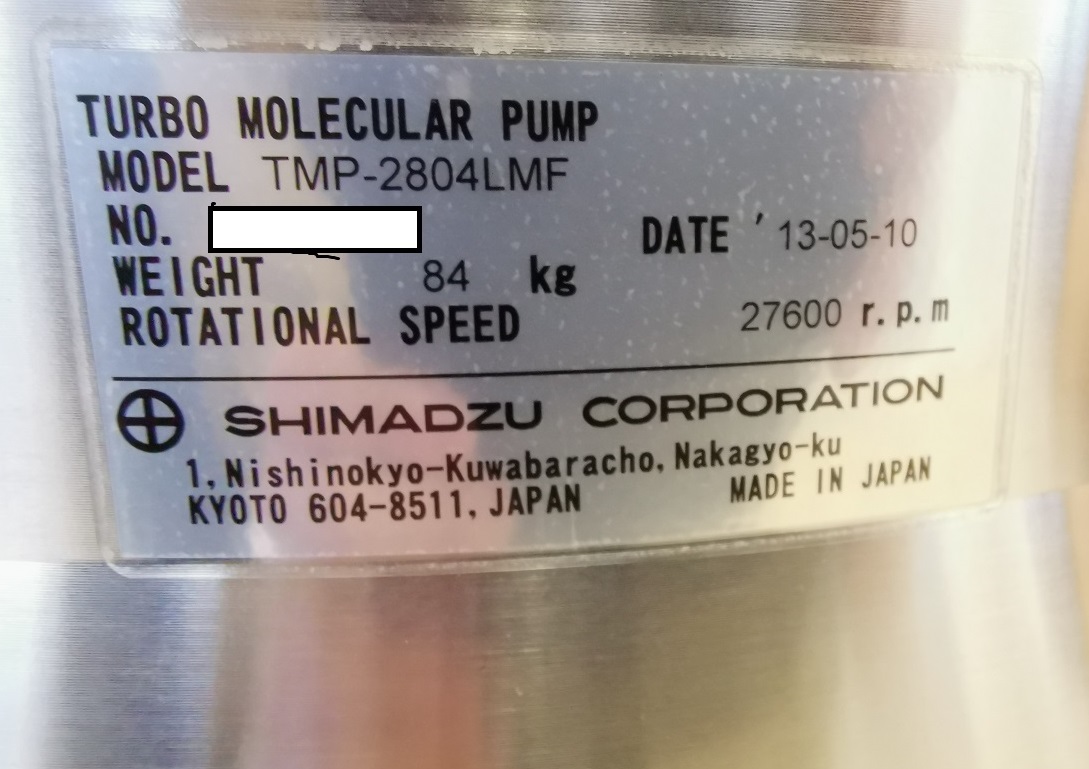 TURBO MOLECULAR PUMP
MODEL TMP-2804LMF
NO. DATE '13-05-10
WEIGHT 84 kg
ROTATIONAL SPEED 27600 r.p.m
SHIMADZU CORPORATION
1, Nishinokyo-Kuwabaracho, Nakagyo-ku
KYOTO 604-8511, JAPAN MADE IN JAPAN